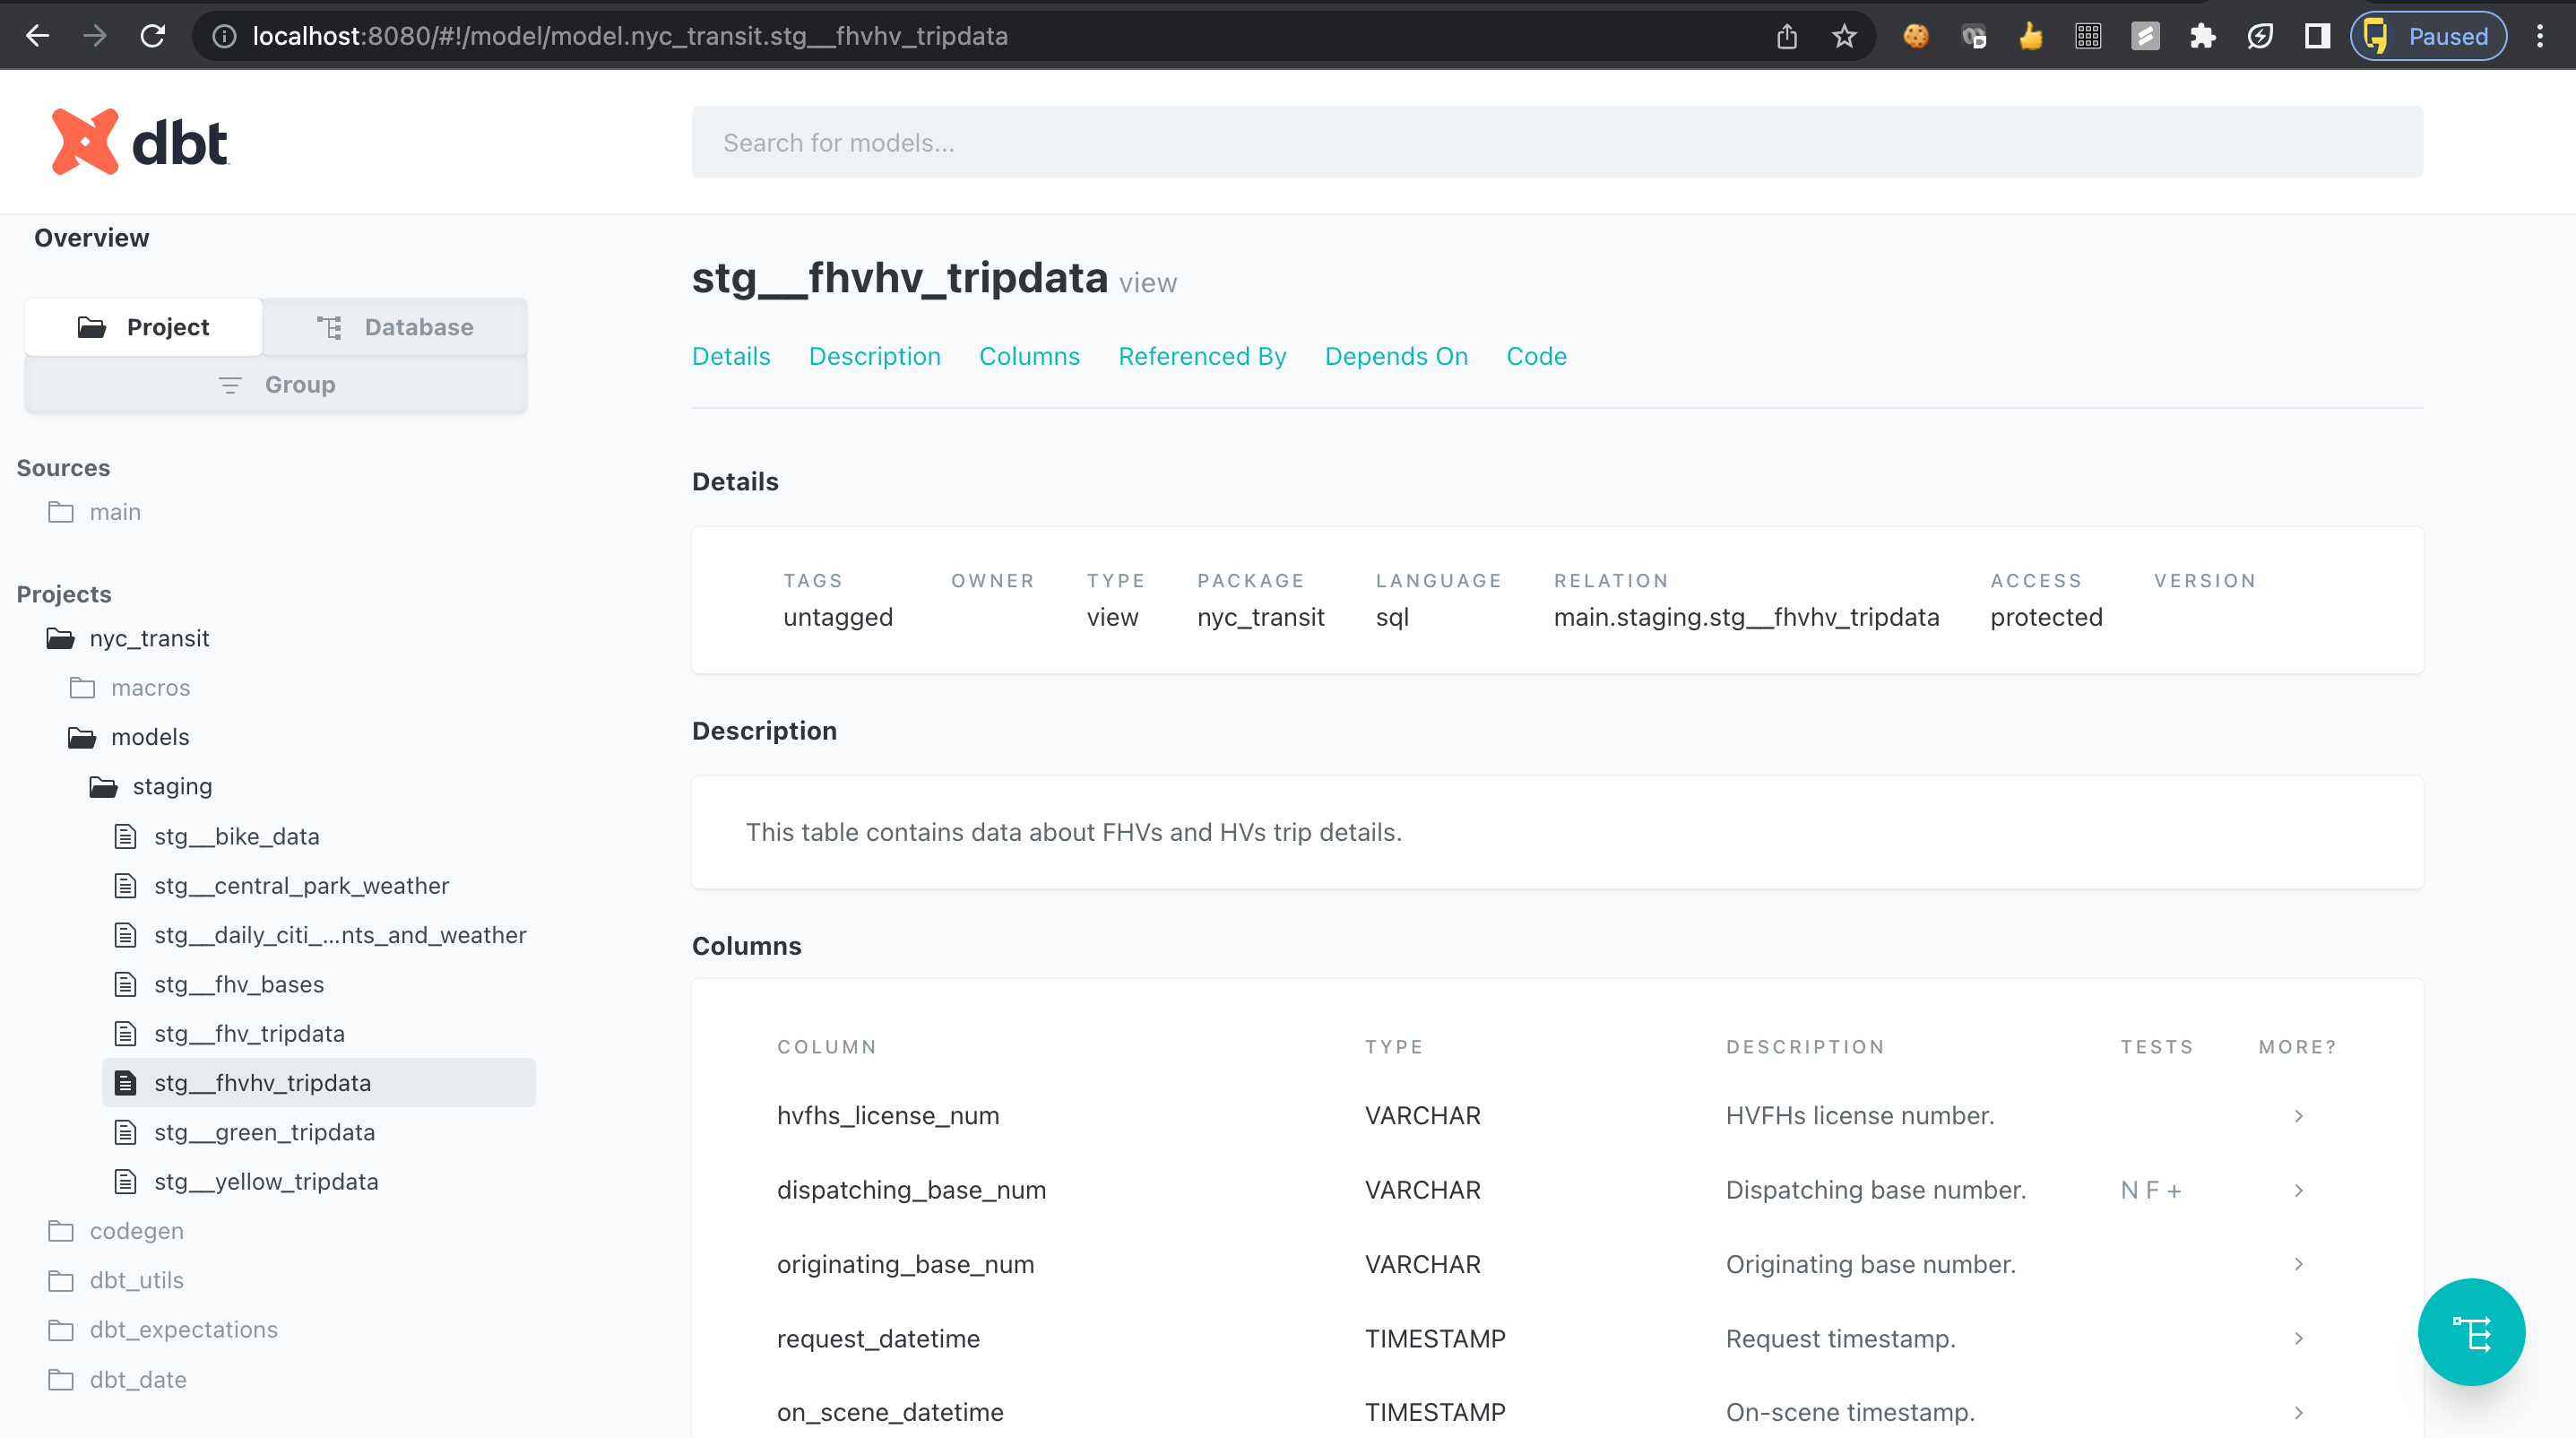 localhost:8080/#!/model/model.nyc_transit.stg__fhvhv_tripdata
Paused
dbt
Search for models...
Overview
Project
Database
Group
Sources
main
Projects
nyc_transit
macros
models
staging
stg__bike_data
stg__central_park_weather
stg__daily_citi_...nts_and_weather
stg__fhv_bases
stg__fhv_tripdata
stg__fhvhv_tripdata
stg__green_tripdata
stg__yellow_tripdata
codegen
dbt_utils
dbt_expectations
dbt_date
stg__fhvhv_tripdata view
Details Description Columns Referenced By Depends On Code
Details
TAGS OWNER TYPE PACKAGE LANGUAGE RELATION ACCESS VERSION
untagged view nyc_transit sql main.staging.stg__fhvhv_tripdata protected
Description
This table contains data about FHVs and HVs trip details.
Columns
COLUMN TYPE DESCRIPTION TESTS MORE?
hvfhs_license_num VARCHAR HVFHs license number.
dispatching_base_num VARCHAR Dispatching base number. N F +
originating_base_num VARCHAR Originating base number.
request_datetime TIMESTAMP Request timestamp.
on_scene_datetime TIMESTAMP On-scene timestamp.